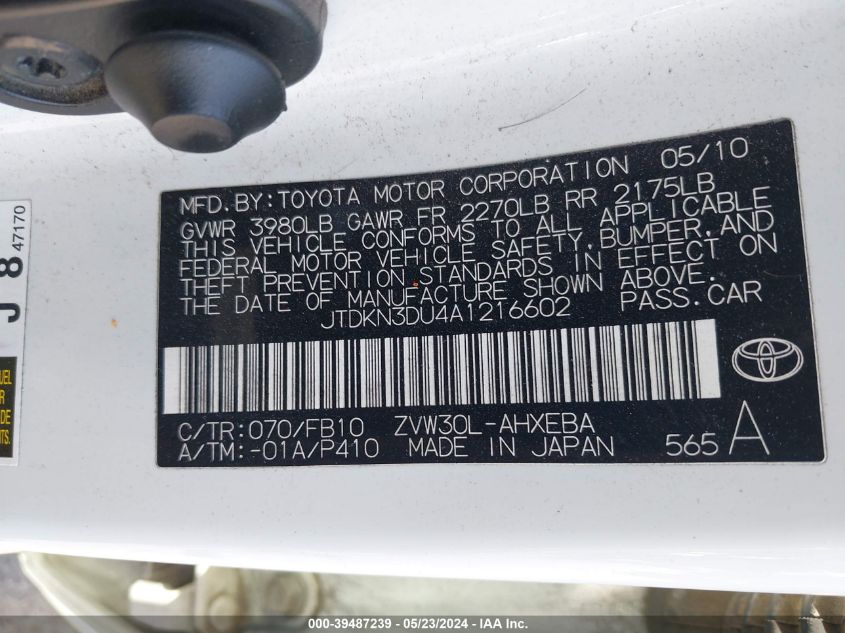 MFD. BY: TOYOTA MOTOR CORPORATION 05/10
GVWR 3980LB GAWR FR 2270LB RR 2175LB
THIS VEHICLE CONFORMS TO ALL APPLICABLE
FEDERAL MOTOR VEHICLE SAFETY, BUMPER, AND
THEFT PREVENTION STANDARDS IN EFFECT ON
THE DATE OF MANUFACTURE SHOWN ABOVE.
JTDKN3DU4A1216602 PASS. CAR
C/TR: 070/FB10 ZVW30L-AHXEBA
A/TM: -01A/P410 MADE IN JAPAN 565 A
J 8 47170
000-39487239 - 05/23/2024 - IAA Inc.